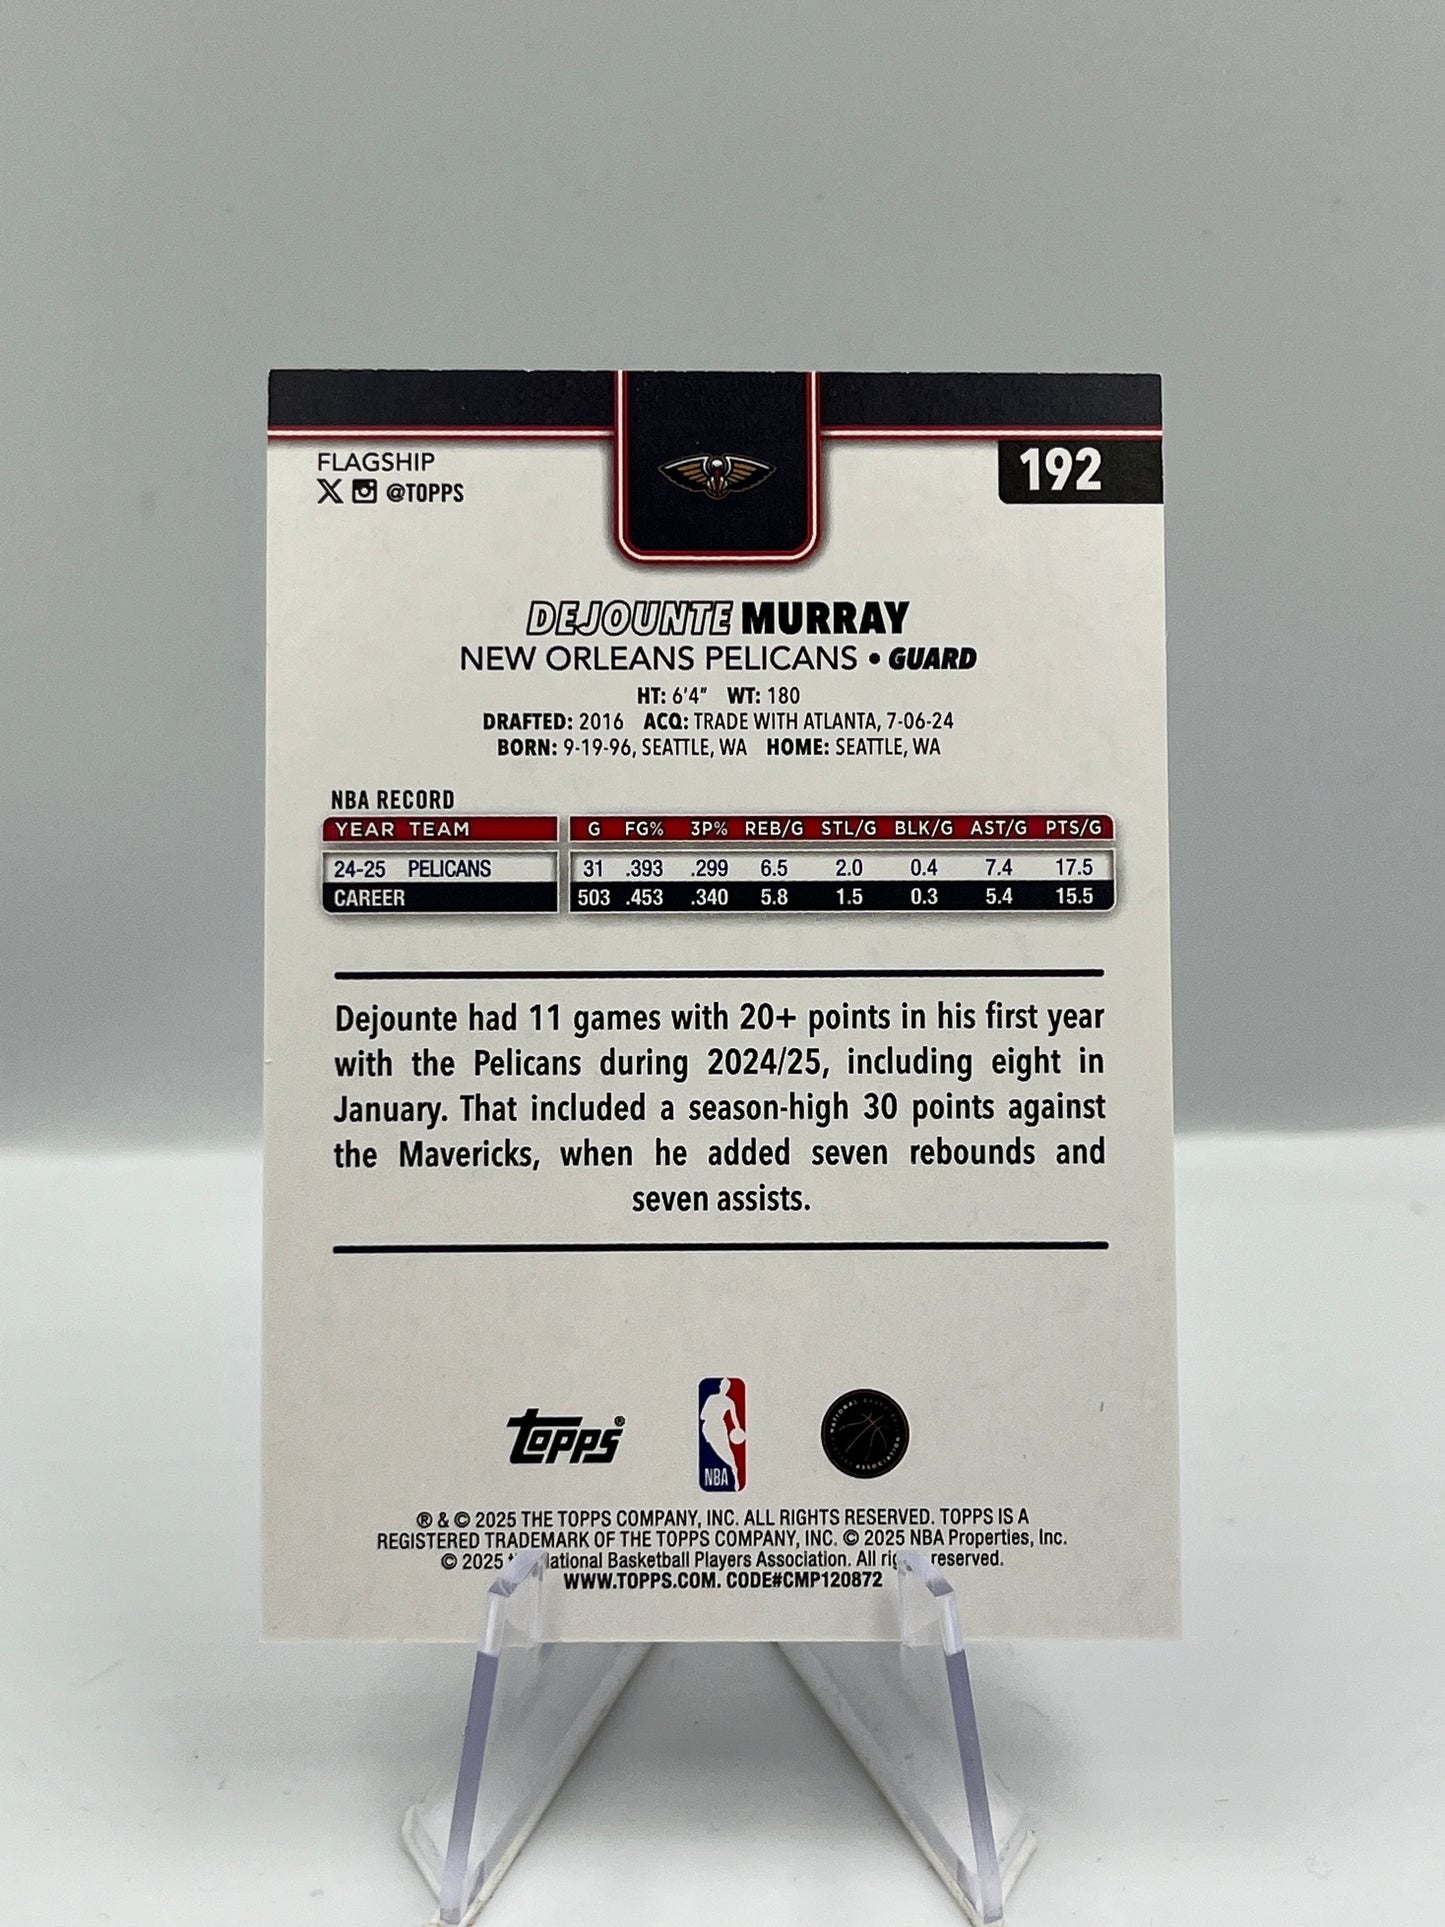 FLAGSHIP
@TOPPS
192
DEJOUNTE MURRAY
NEW ORLEANS PELICANS • GUARD
HT: 6'4" WT: 180
DRAFTED: 2016 ACQ: TRADE WITH ATLANTA, 7-06-24
BORN: 9-19-96, SEATTLE, WA HOME: SEATTLE, WA
NBA RECORD
YEAR TEAM G FG% 3P% REB/G STL/G BLK/G AST/G PTS/G
24-25 PELICANS 31 .393 .299 6.5 2.0 0.4 7.4 17.5
CAREER 503 .453 .340 5.8 1.5 0.3 5.4 15.5
Dejounte had 11 games with 20+ points in his first year
with the Pelicans during 2024/25, including eight in
January. That included a season-high 30 points against
the Mavericks, when he added seven rebounds and
seven assists.
Topps®
NBA
NATIONAL ASSOCIATION
® & © 2025 THE TOPPS COMPANY, INC. ALL RIGHTS RESERVED. TOPPS IS A
REGISTERED TRADEMARK OF THE TOPPS COMPANY, INC. © 2025 NBA Properties, Inc.
© 2025 Basketball Players Association. All reserved.
WWW.TOPPS.COM. CODE#CMP120872